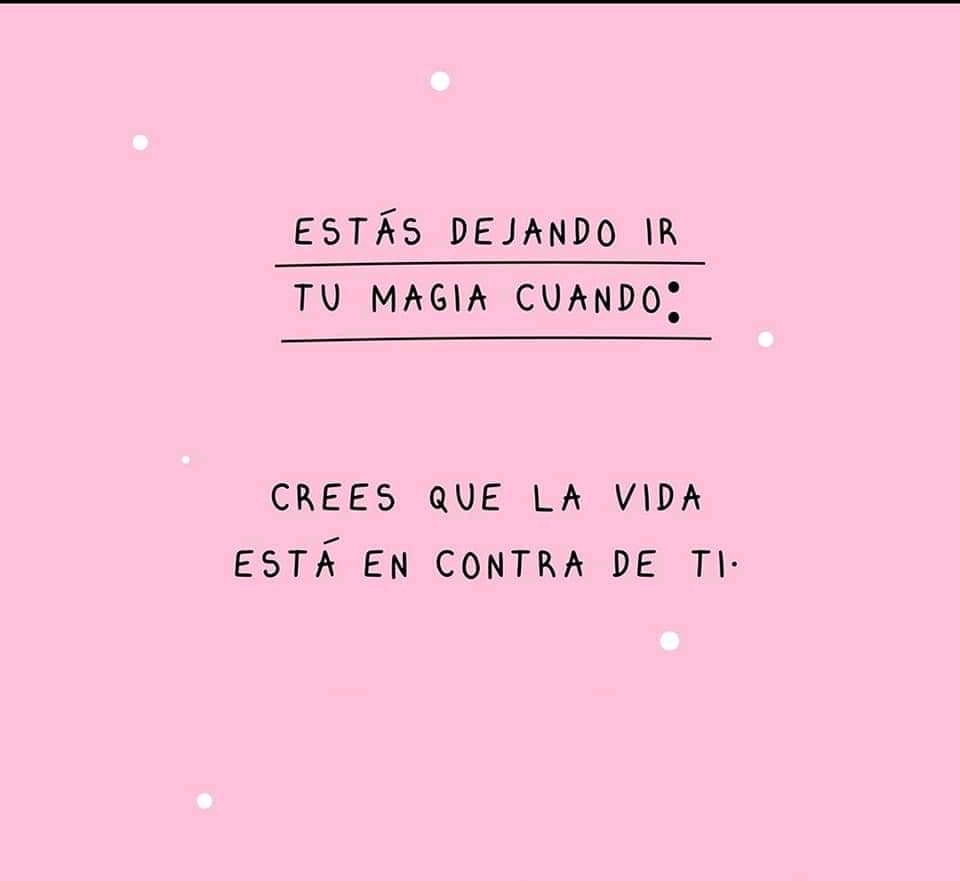 ESTÁS DEJANDO IR
TU MAGIA CUANDO:
CREES QUE LA VIDA
ESTÁ EN CONTRA DE TI.